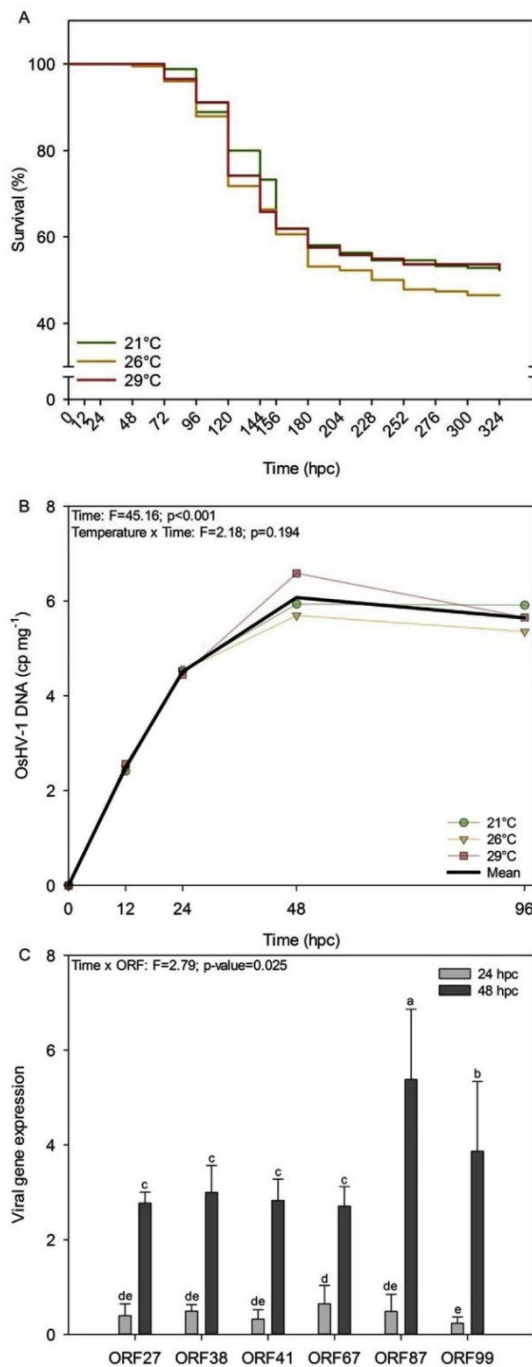 A
100
80
60
40
0
Survival (%)
21°C
26°C
29°C
0 12 24 48 72 96 120 144 156 180 204 228 252 276 300 324
Time (hpc)
B
Time: F=45.16; p<0.001
Temperature x Time: F=2.18; p=0.194
8
6
4
2
0
OsHV-1 DNA (cp mg-1)
21°C
26°C
29°C
Mean
0 12 24 48 96
Time (hpc)
C
Time x ORF: F=2.79; p-value=0.025
24 hpc
48 hpc
8
6
4
2
0
Viral gene expression
de c de c de c d c de a e b
ORF27 ORF38 ORF41 ORF67 ORF87 ORF99